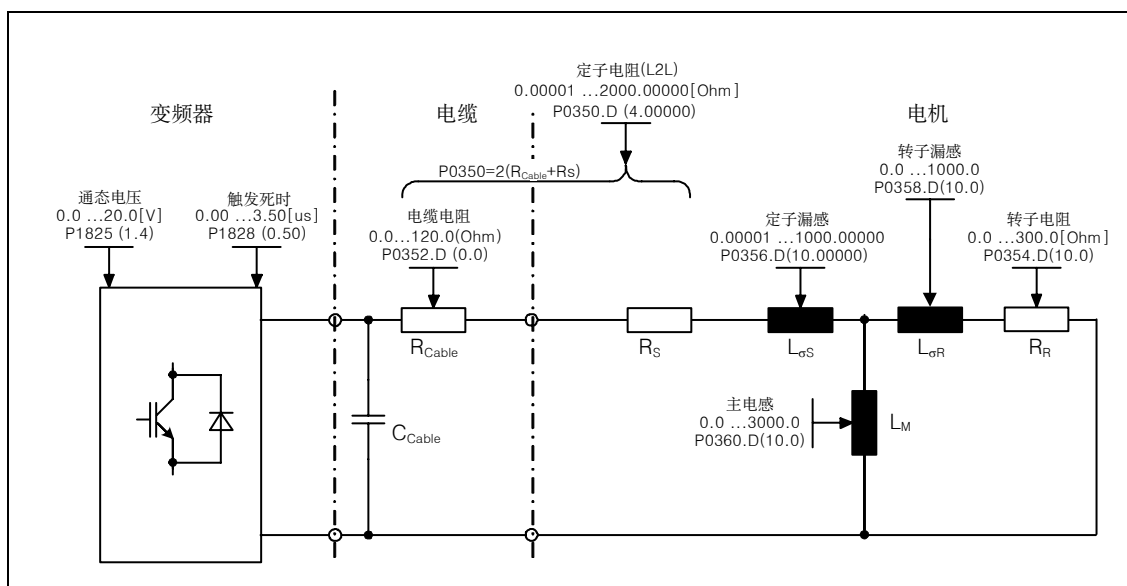 定子电阻(L2L)
0.00001 ...2000.00000[Ohm]
P0350.D (4.00000)
变频器
电缆
电机
P0350=2(RCable+Rs)
转子漏感
0.0 ...1000.0
P0358.D(10.0)
通态电压
0.0 ...20.0[V]
P1825 (1.4)
触发死时
0.00 ...3.50[us]
P1828 (0.50)
电缆电阻
0.0...120.0(Ohm)
P0352.D (0.0)
定子漏感
0.00001 ...1000.00000
P0356.D(10.00000)
转子电阻
0.0 ...300.0[Ohm]
P0354.D(10.0)
RCable
RS
LσS
LσR
RR
主电感
0.0 ...3000.0
P0360.D(10.0)
LM
CCable